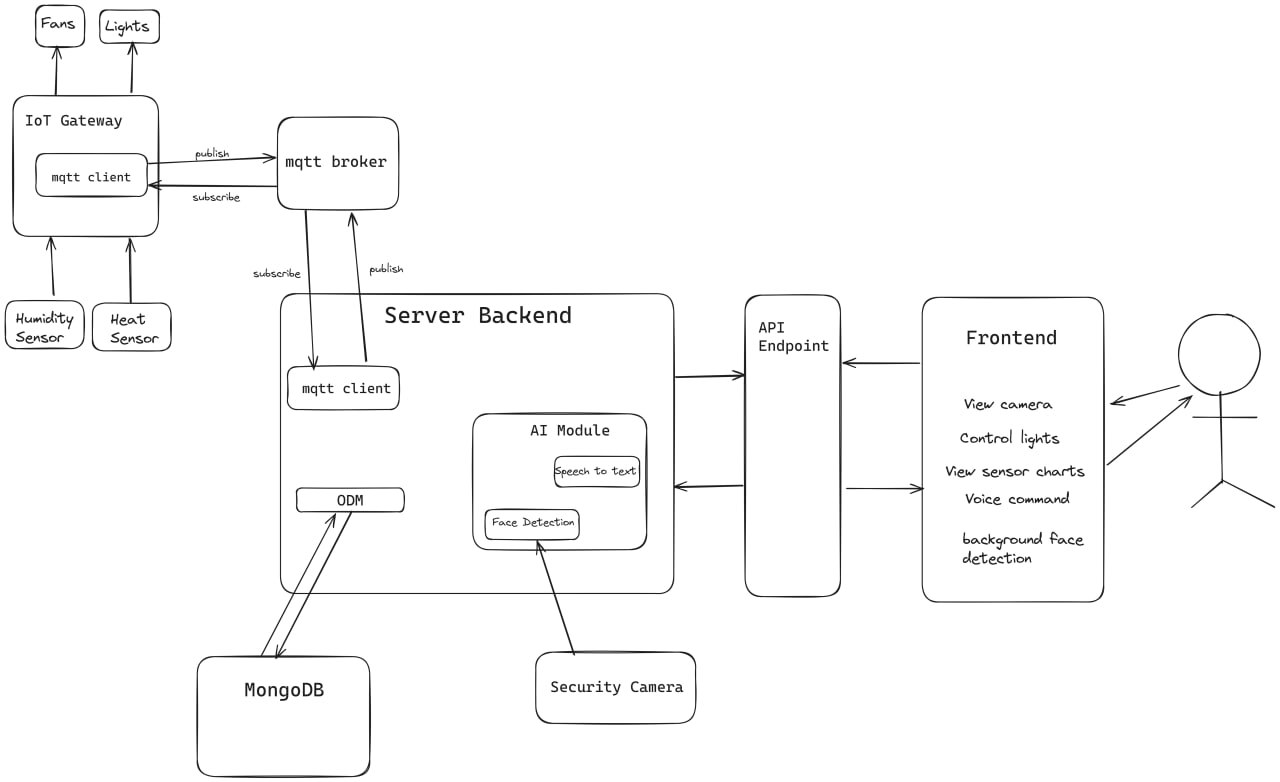 Fans
Lights
IoT Gateway
mqtt client
publish
subscribe
mqtt broker
Humidity
Sensor
Heat
Sensor
subscribe
publish
Server Backend
mqtt client
AI Module
Speech to text
Face Detection
ODM
MongoDB
Security Camera
API
Endpoint
Frontend
View camera
Control lights
View sensor charts
Voice command
background face
detection